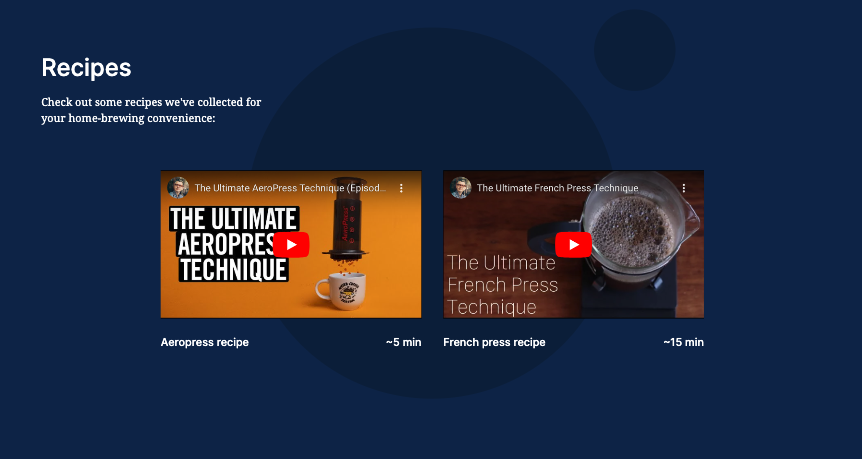 Recipes
Check out some recipes we've collected for
your home-brewing convenience:
The Ultimate AeroPress Technique (Episod...
THE ULTIMATE
AEROPRESS
TECHNIQUE
The Ultimate French Press Technique
The Ultimate
French Press
Technique
Aeropress recipe
~5 min
French press recipe
~15 min